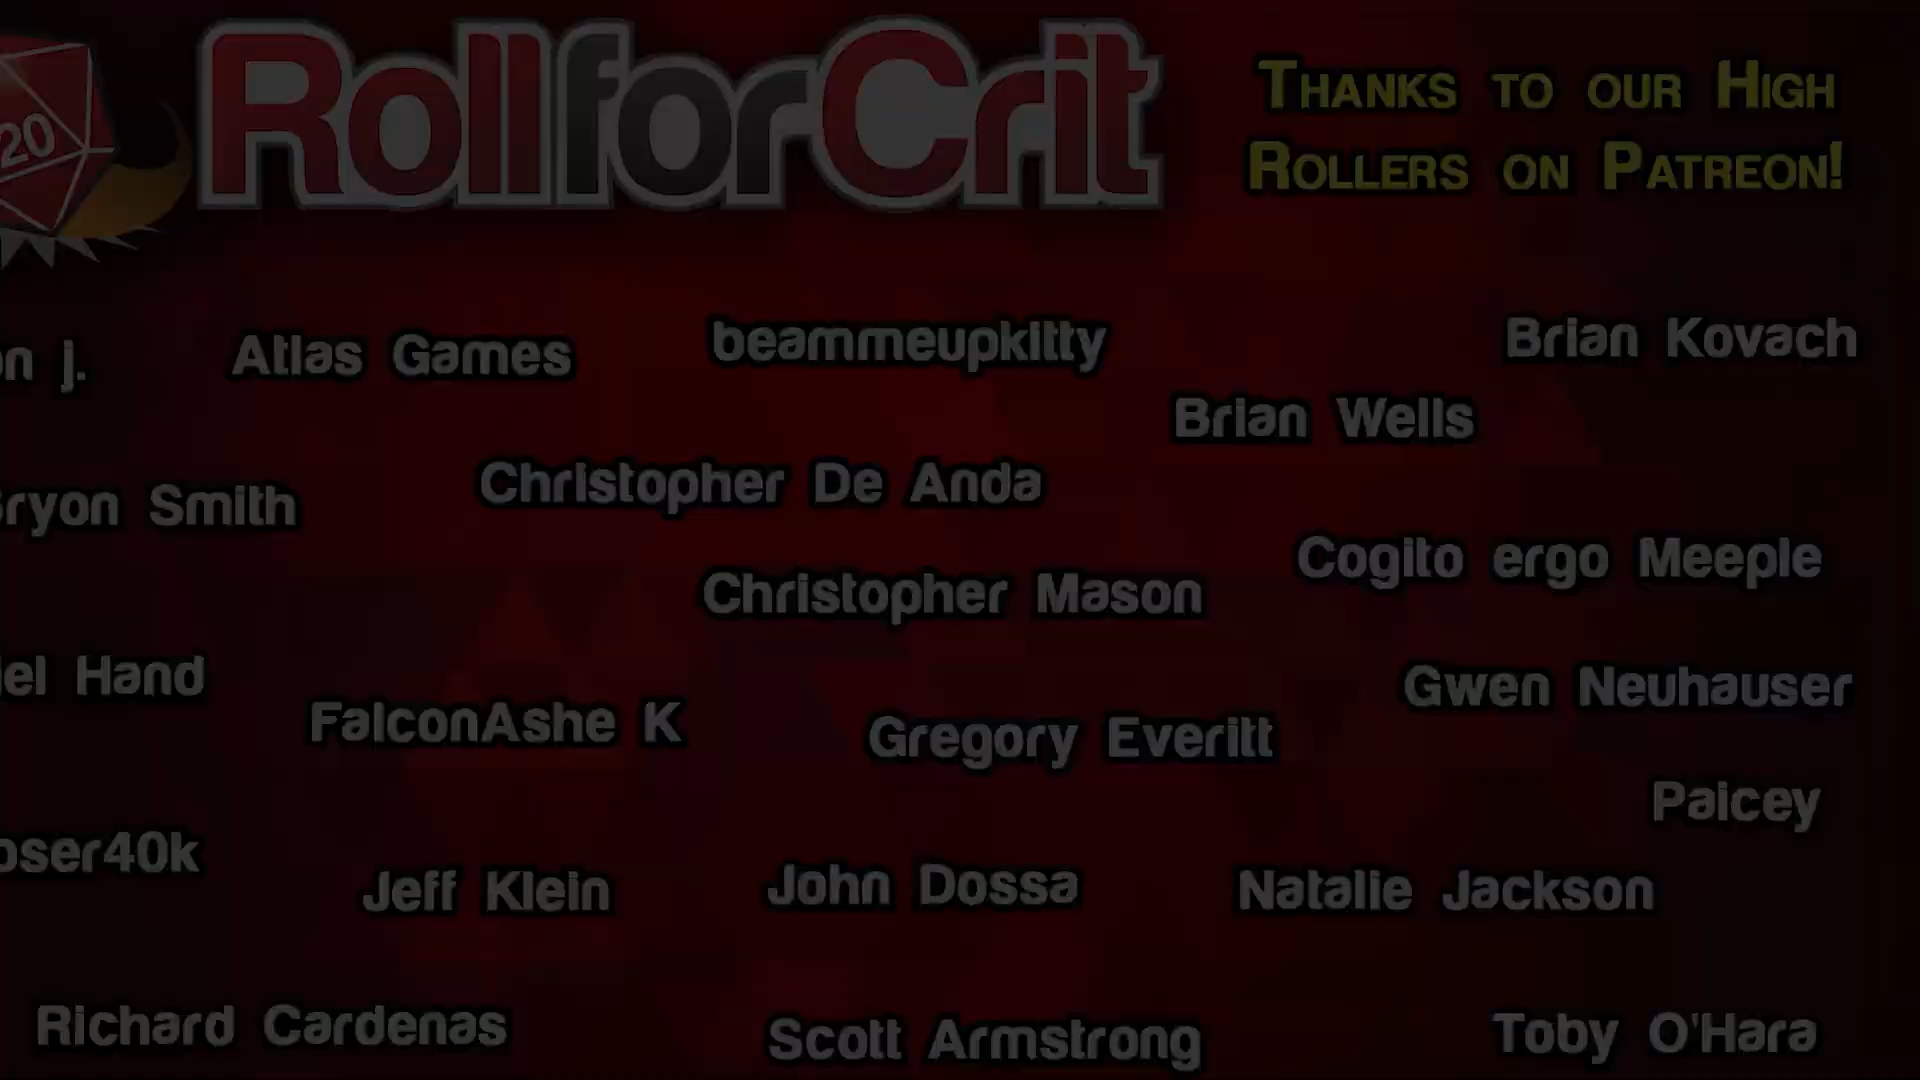 20
RollforCrit
Thanks to our High
Rollers on Patreon!
j.
Atlas Games
beammeupkitty
Brian Kovach
Brian Wells
Smith
Christopher De Anda
Cogito ergo Meeple
Christopher Mason
Hand
FalconAshe K
Gregory Everitt
Gwen Neuhauser
Paicey
Jeff Klein
John Dossa
Natalie Jackson
Richard Cardenas
Scott Armstrong
Toby O'Hara